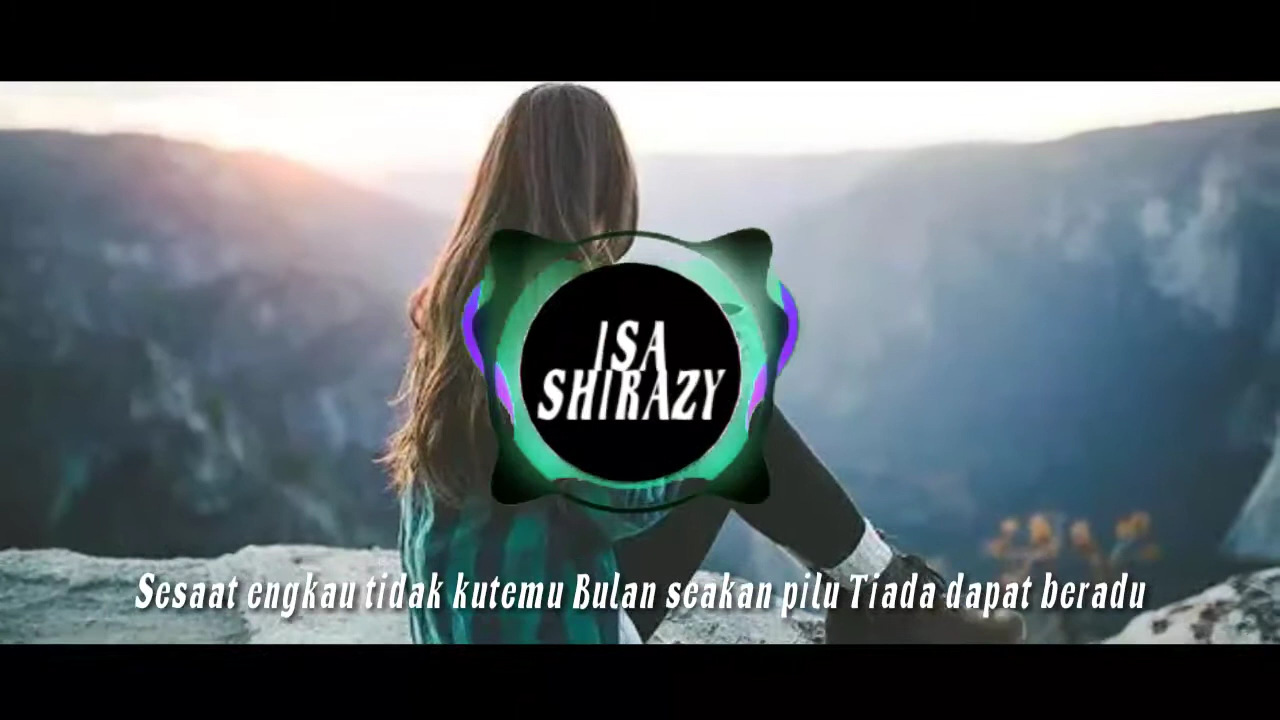 ISA
SHIRAZY
Sesaat engkau tidak kutemu Bulan seakan pilu Tiada dapat beradu